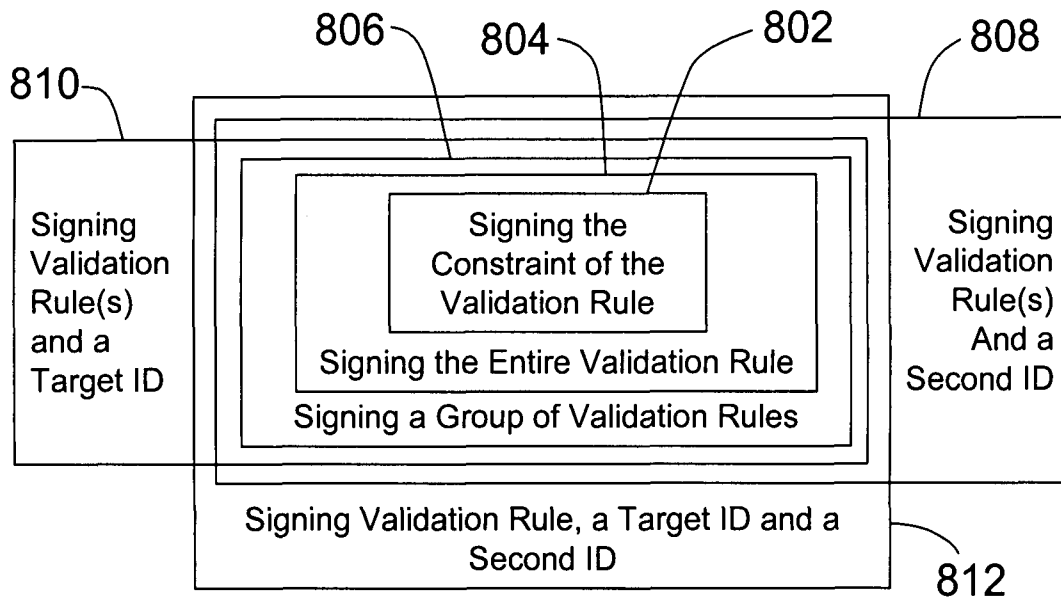 802
804
806
808
810
Signing the
Constraint of the
Validation Rule
Signing
Validation
Rule(s)
and a
Target ID
Signing
Validation
Rule(s)
And a
Second ID
Signing the Entire Validation Rule
Signing a Group of Validation Rules
Signing Validation Rule, a Target ID and a
Second ID
812